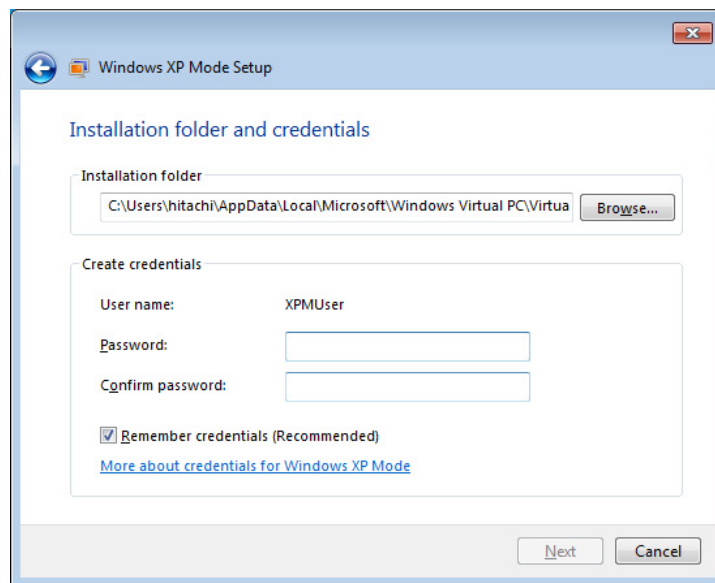 Windows XP Mode Setup
Installation folder and credentials
Installation folder
C:\Users\hitachi\AppData\Local\Microsoft\Windows Virtual PC\Virtua
Browse...
Create credentials
User name: XPMUser
Password:
Confirm password:
Remember credentials (Recommended)
More about credentials for Windows XP Mode
Next Cancel